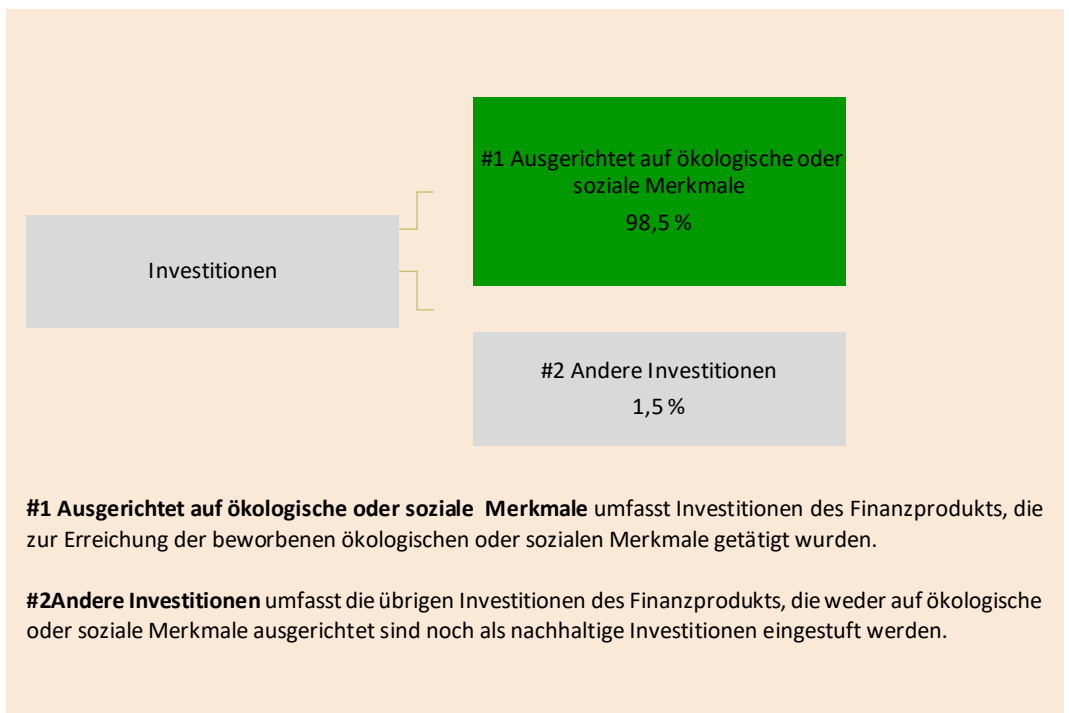 #1 Ausgerichtet auf ökologische oder
soziale Merkmale
98,5 %
Investitionen
#2 Andere Investitionen
1,5 %
#1 Ausgerichtet auf ökologische oder soziale Merkmale umfasst Investitionen des Finanzprodukts, die
zur Erreichung der beworbenen ökologischen oder sozialen Merkmale getätigt wurden.
#2Andere Investitionen umfasst die übrigen Investitionen des Finanzprodukts, die weder auf ökologische
oder soziale Merkmale ausgerichtet sind noch als nachhaltige Investitionen eingestuft werden.